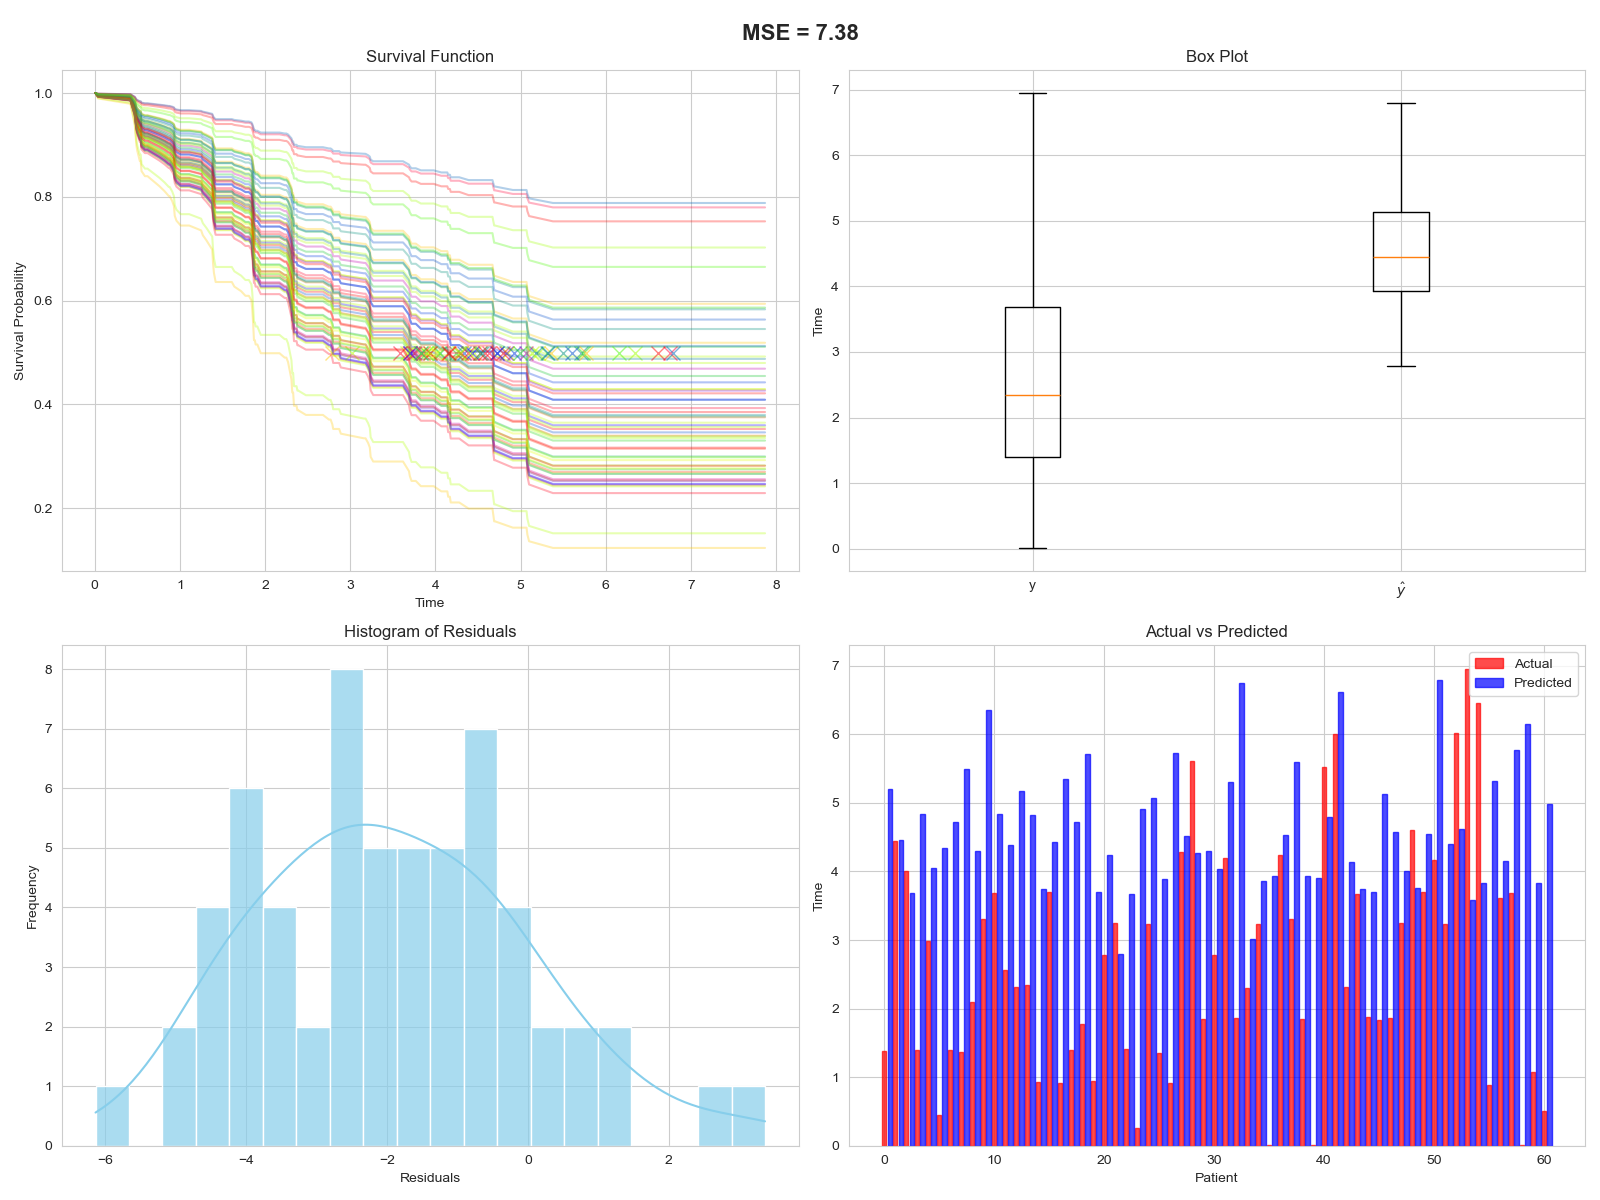 MSE = 7.38
Survival Function
1.0
0.8
0.6
0.4
0.2
Survival Probability
0 1 2 3 4 5 6 7 8
Time
Box Plot
7
6
5
4
3
2
1
0
Time
y ŷ
Histogram of Residuals
8
7
6
5
4
3
2
1
0
Frequency
−6 −4 −2 0 2
Residuals
Actual vs Predicted
Actual
Predicted
7
6
5
4
3
2
1
0
Time
0 10 20 30 40 50 60
Patient